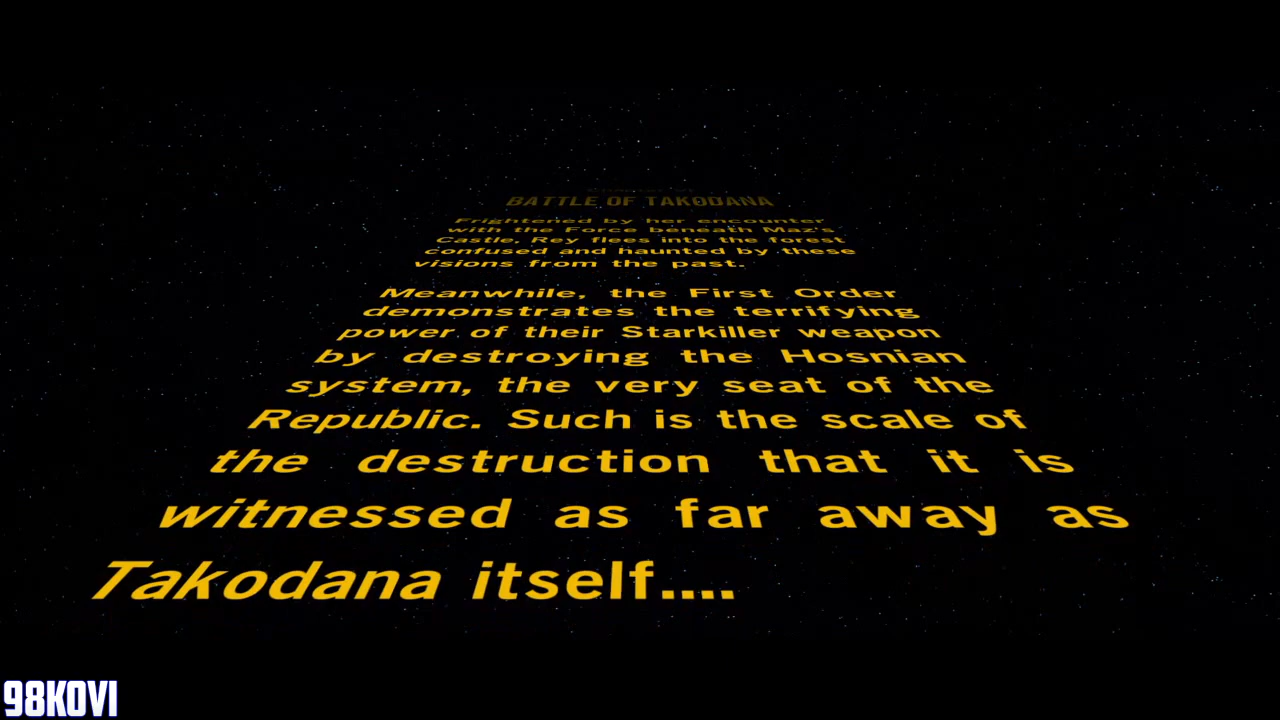 Chapter VI
BATTLE OF TAKODANA
Frightened by her encounter
with the Force beneath Maz's
Castle, Rey flees into the forest
confused and haunted by these
visions from the past.
Meanwhile, the First Order
demonstrates the terrifying
power of their Starkiller weapon
by destroying the Hosnian
system, the very seat of the
Republic. Such is the scale of
the destruction that it is
witnessed as far away as
Takodana itself....
98KOVI